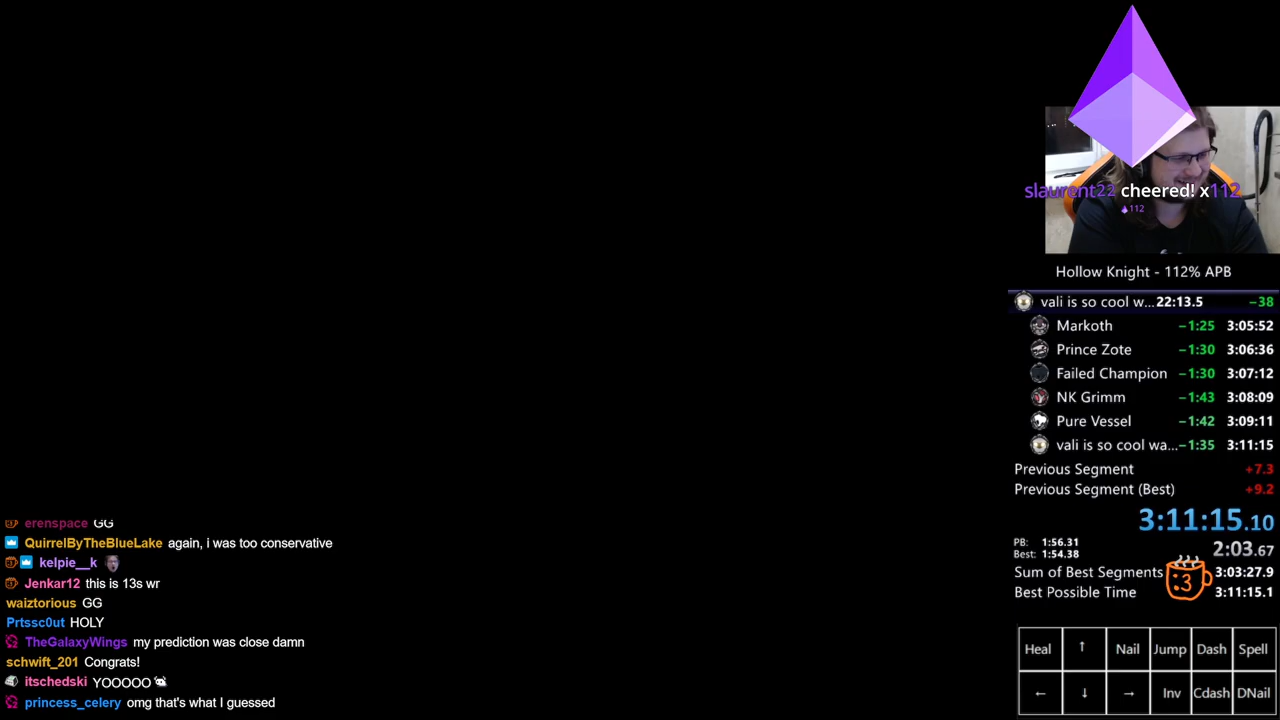 slaurent22 cheered! x112
112
Hollow Knight - 112% APB
vali is so cool w... 22:13.5 −38
Markoth −1:25 3:05:52
Prince Zote −1:30 3:06:36
Failed Champion −1:30 3:07:12
NK Grimm −1:43 3:08:09
Pure Vessel −1:42 3:09:11
vali is so cool wa... −1:35 3:11:15
Previous Segment +7.3
Previous Segment (Best) +9.2
3:11:15.10
PB: 1:56.31
Best: 1:54.38
2:03.67
Sum of Best Segments 3:03:27.9
Best Possible Time 3:11:15.1
:3
Heal ↑ Nail Jump Dash Spell
← ↓ → Inv Cdash DNail
erenspace GG
QuirrelByTheBlueLake again, i was too conservative
kelpie__k
Jenkar12 this is 13s wr
waiztorious GG
Prtssc0ut HOLY
TheGalaxyWings my prediction was close damn
schwift_201 Congrats!
itschedski YOOOOO
princess_celery omg that's what I guessed